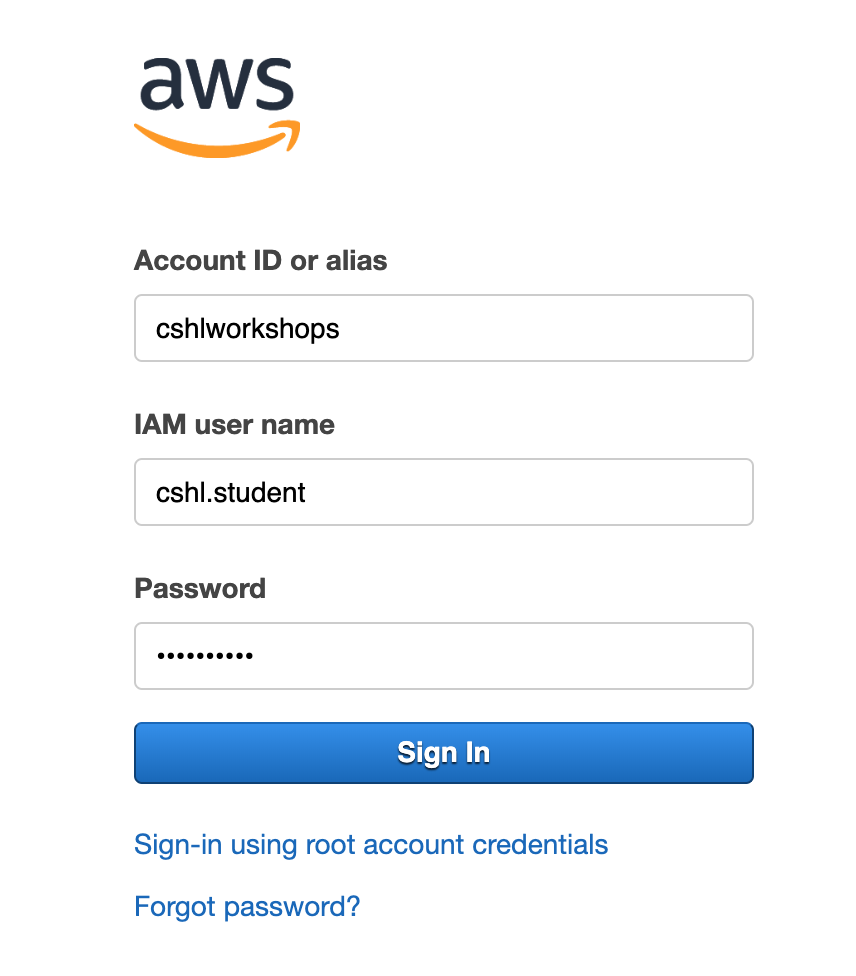 aws
Account ID or alias
cshlworkshops
IAM user name
cshl.student
Password
••••••••••
Sign In
Sign-in using root account credentials
Forgot password?